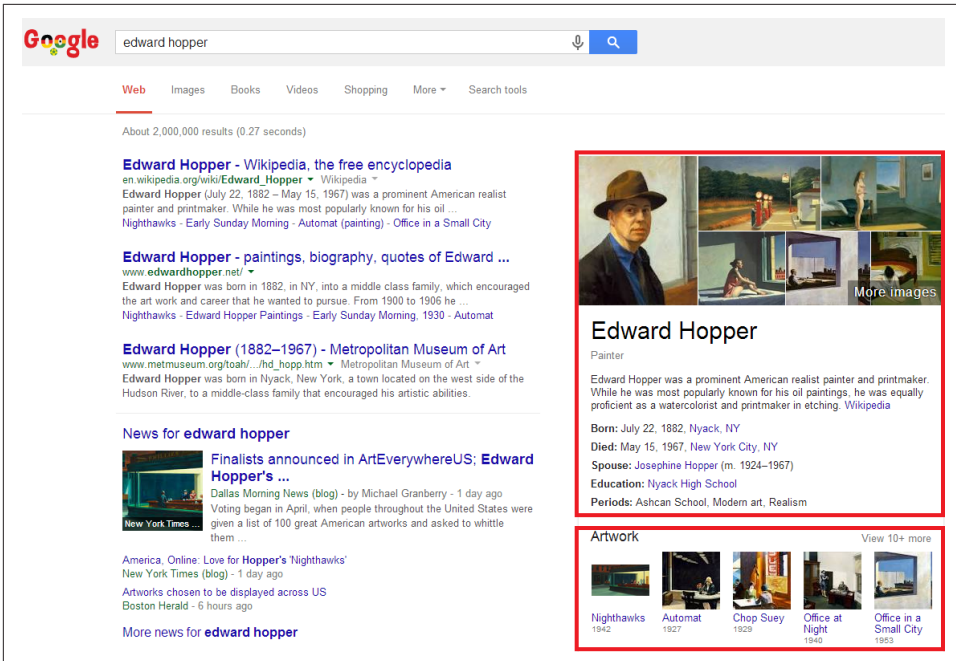 Google
edward hopper
Web Images Books Videos Shopping More Search tools
About 2,000,000 results (0.27 seconds)
Edward Hopper - Wikipedia, the free encyclopedia
en.wikipedia.org/wiki/Edward_Hopper Wikipedia
Edward Hopper (July 22, 1882 – May 15, 1967) was a prominent American realist
painter and printmaker. While he was most popularly known for his oil ...
Nighthawks - Early Sunday Morning - Automat (painting) - Office in a Small City
Edward Hopper - paintings, biography, quotes of Edward ...
www.edwardhopper.net/
Edward Hopper was born in 1882, in NY, into a middle class family, which encouraged
the art work and career that he wanted to pursue. From 1900 to 1906 he ...
Nighthawks - Edward Hopper Paintings - Early Sunday Morning, 1930 - Automat
Edward Hopper (1882–1967) - Metropolitan Museum of Art
www.metmuseum.org/toah/.../hd_hopp.htm Metropolitan Museum of Art
Edward Hopper was born in Nyack, New York, a town located on the west side of the
Hudson River, to a middle-class family that encouraged his artistic abilities.
News for edward hopper
New York Times ...
Finalists announced in ArtEverywhereUS; Edward
Hopper's ...
Dallas Morning News (blog) - by Michael Granberry - 1 day ago
Voting began in April, when people throughout the United States were
given a list of 100 great American artworks and asked to whittle
them ...
America, Online: Love for Hopper's 'Nighthawks'
New York Times (blog) - 1 day ago
Artworks chosen to be displayed across US
Boston Herald - 6 hours ago
More news for edward hopper
More images
Edward Hopper
Painter
Edward Hopper was a prominent American realist painter and printmaker.
While he was most popularly known for his oil paintings, he was equally
proficient as a watercolorist and printmaker in etching. Wikipedia
Born: July 22, 1882, Nyack, NY
Died: May 15, 1967, New York City, NY
Spouse: Josephine Hopper (m. 1924–1967)
Education: Nyack High School
Periods: Ashcan School, Modern art, Realism
Artwork View 10+ more
Nighthawks Automat Chop Suey Office at Office in a
1942 1927 1929 Night Small City
1940 1953